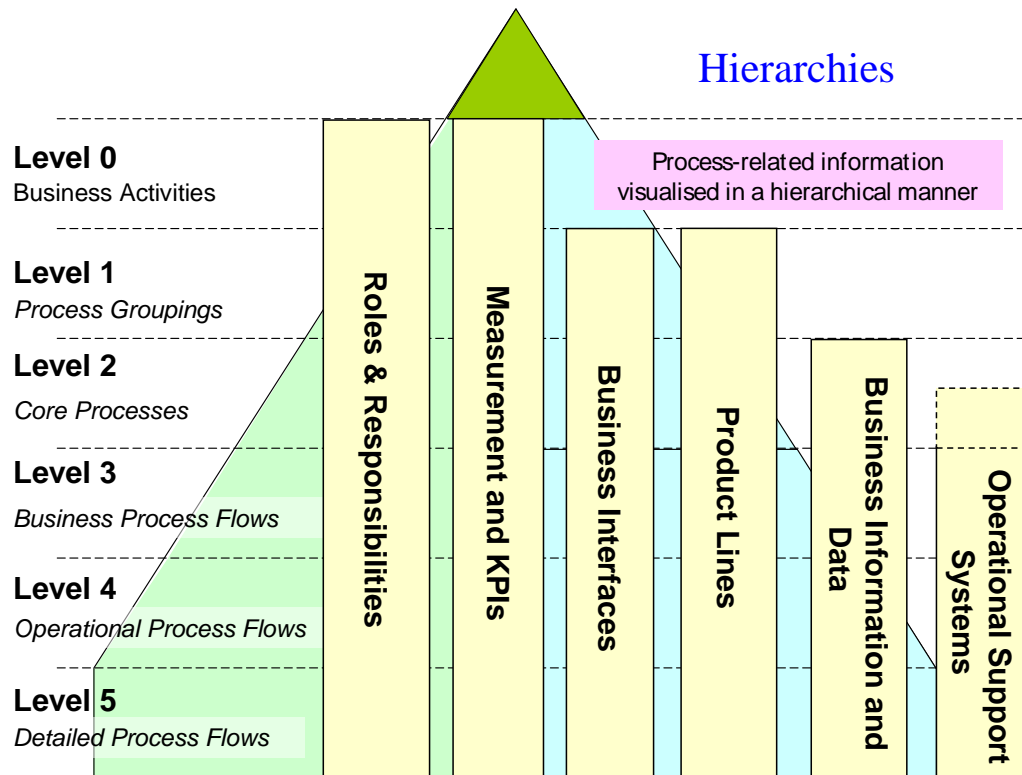 Hierarchies
Process-related information
visualised in a hierarchical manner
Level 0
Business Activities
Level 1
Process Groupings
Level 2
Core Processes
Level 3
Business Process Flows
Level 4
Operational Process Flows
Level 5
Detailed Process Flows
Roles & Responsibilities
Measurement and KPIs
Business Interfaces
Product Lines
Business Information and
Data
Operational Support
Systems